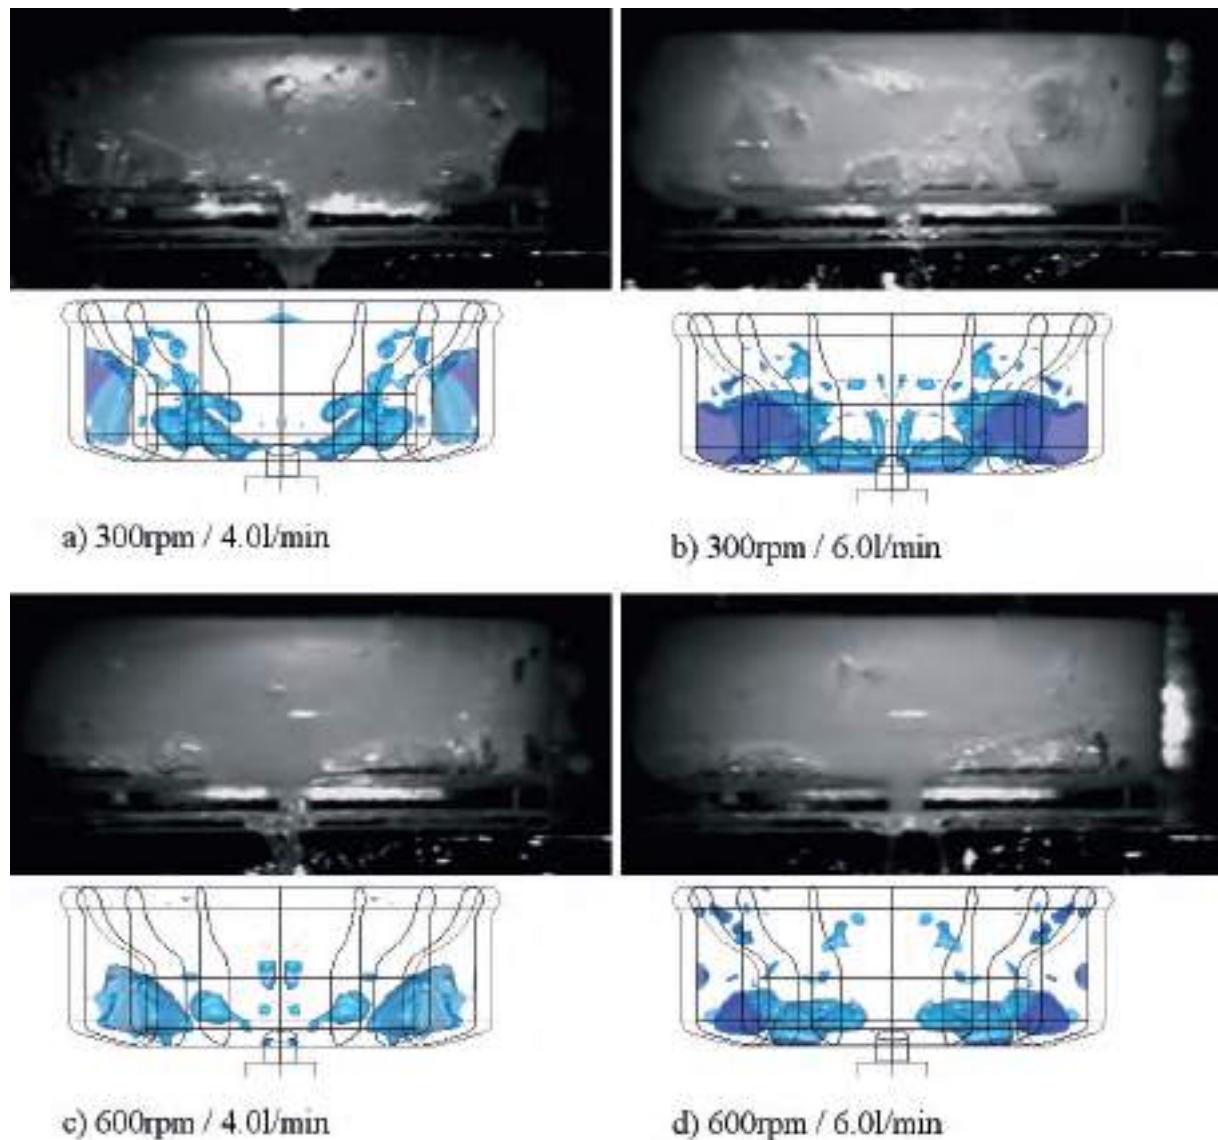 a) 300rpm / 4.0l/min
b) 300rpm / 6.0l/min
c) 600rpm / 4.0l/min
d) 600rpm / 6.0l/min